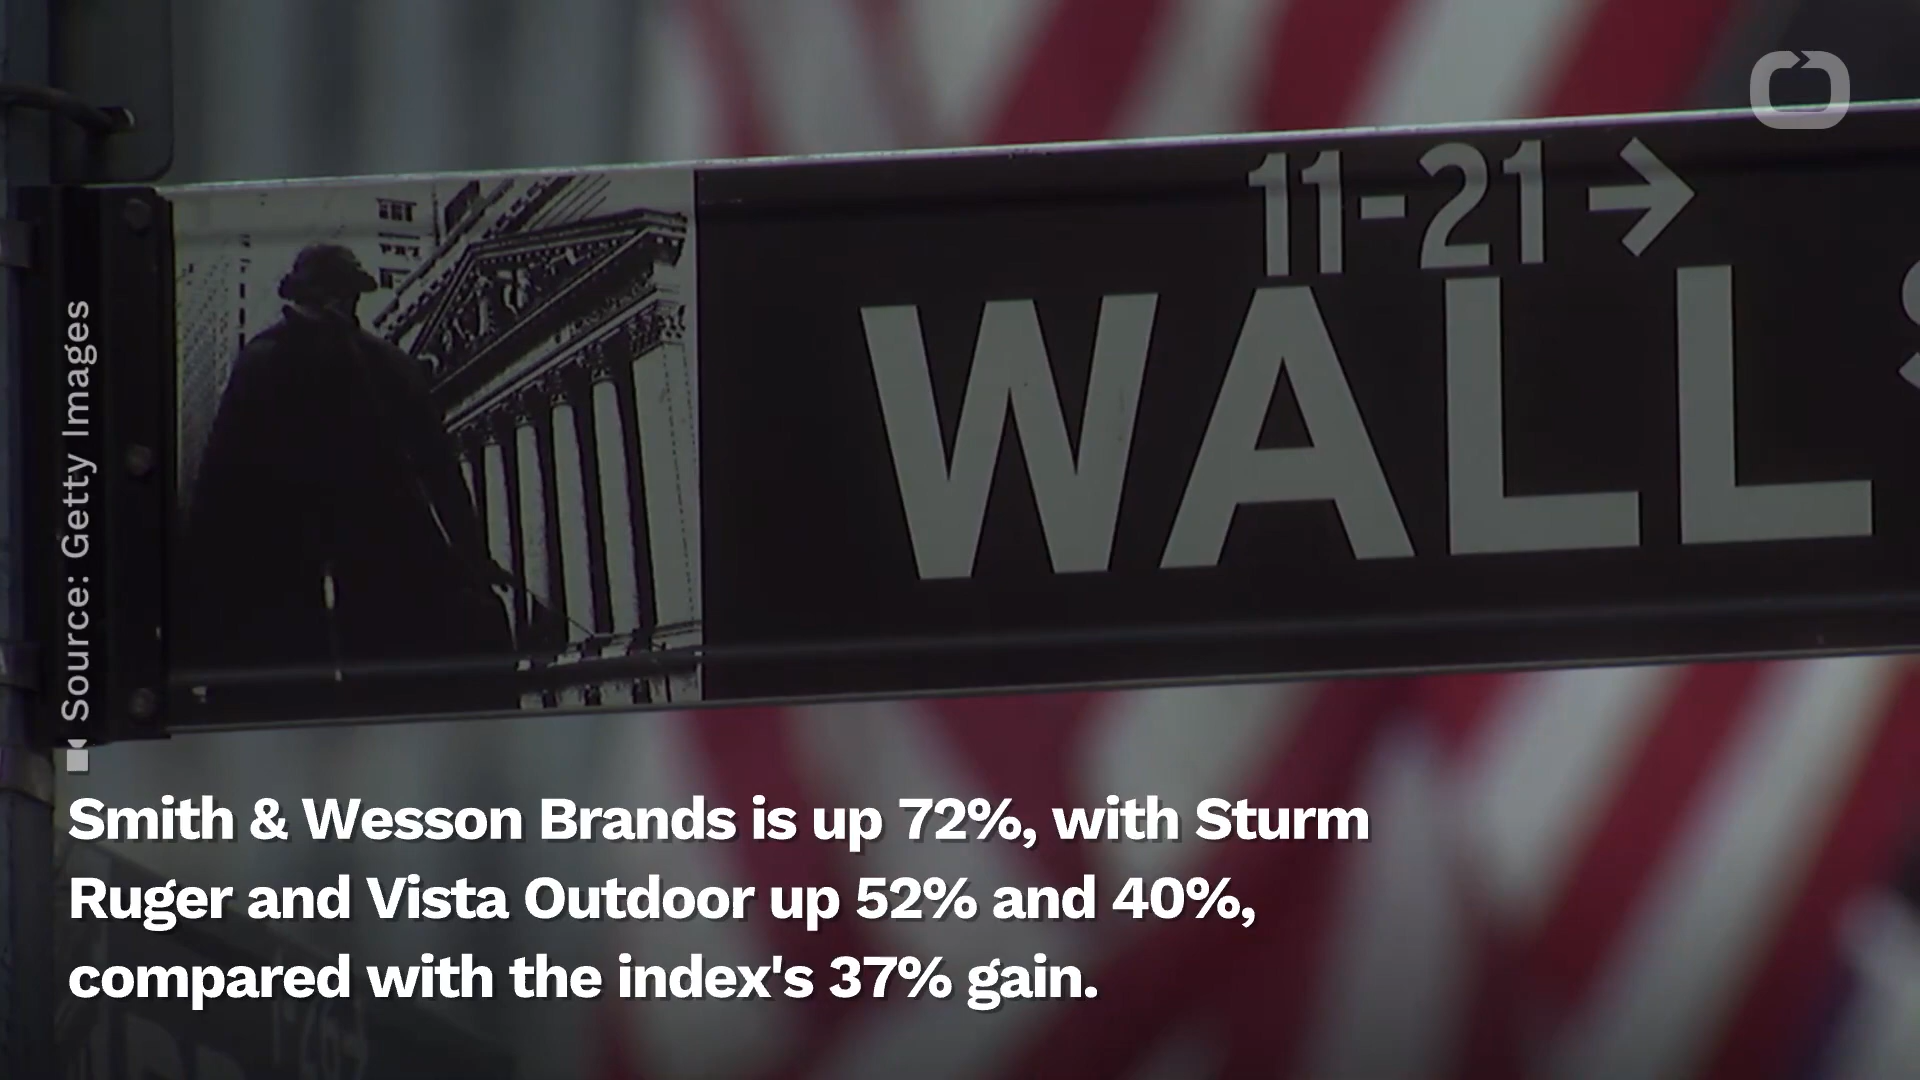 11-21 →
WALL
Source: Getty Images
Smith & Wesson Brands is up 72%, with Sturm
Ruger and Vista Outdoor up 52% and 40%,
compared with the index's 37% gain.